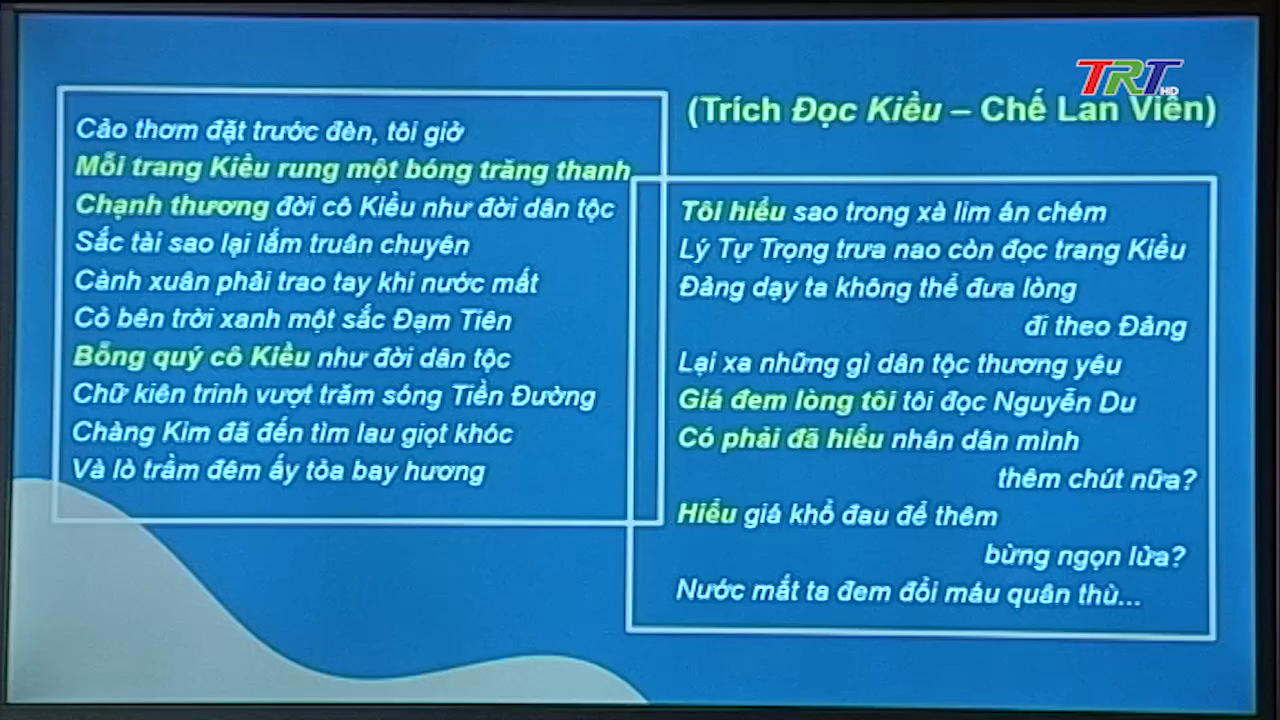 TRT HD
(Trích Đọc Kiều – Chế Lan Viên)
Cảo thơm đặt trước đèn, tôi giở
Mỗi trang Kiều rung một bóng trăng thanh
Chạnh thương đời cô Kiều như đời dân tộc
Sắc tài sao lại lắm truân chuyên
Cành xuân phải trao tay khi nước mất
Cỏ bên trời xanh một sắc Đạm Tiên
Bỗng quý cô Kiều như đời dân tộc
Chữ kiên trinh vượt trăm sóng Tiền Đường
Chàng Kim đã đến tìm lau giọt khóc
Và lò trầm đêm ấy tỏa bay hương
Tôi hiểu sao trong xà lim án chém
Lý Tự Trọng trưa nao còn đọc trang Kiều
Đảng dạy ta không thể đưa lòng
đi theo Đảng
Lại xa những gì dân tộc thương yêu
Giá đem lòng tôi tôi đọc Nguyễn Du
Có phải đã hiểu nhân dân mình
thêm chút nữa?
Hiểu giá khổ đau để thêm
bừng ngọn lửa?
Nước mắt ta đem đổi máu quân thù...